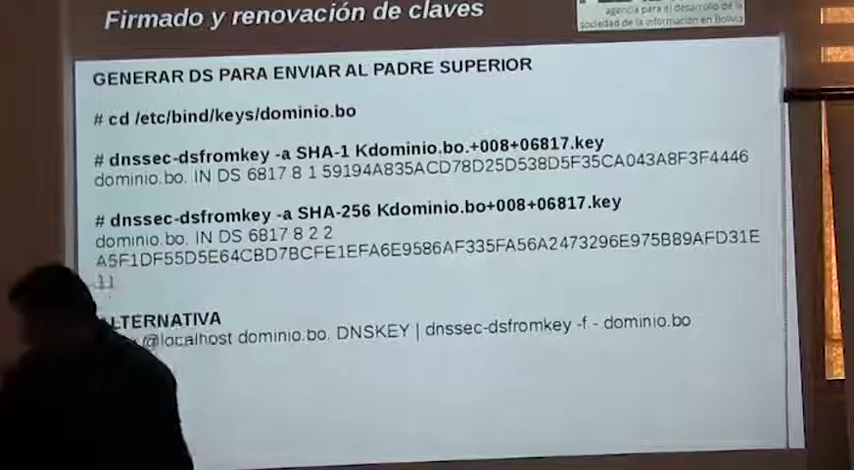 Firmado y renovación de claves
agencia para el desarrollo de la
sociedad de la información en Bolivia
GENERAR DS PARA ENVIAR AL PADRE SUPERIOR
# cd /etc/bind/keys/dominio.bo
# dnssec-dsfromkey -a SHA-1 Kdominio.bo.+008+06817.key
dominio.bo. IN DS 6817 8 1 59194A835ACD78D25D538D5F35CA043A8F3F4446
# dnssec-dsfromkey -a SHA-256 Kdominio.bo+008+06817.key
dominio.bo. IN DS 6817 8 2 2
A5F1DF55D5E64CBD7BCFE1EFA6E9586AF335FA56A2473296E975B89AFD31E
11
LTERNATIVA
@localhost dominio.bo. DNSKEY | dnssec-dsfromkey -f - dominio.bo